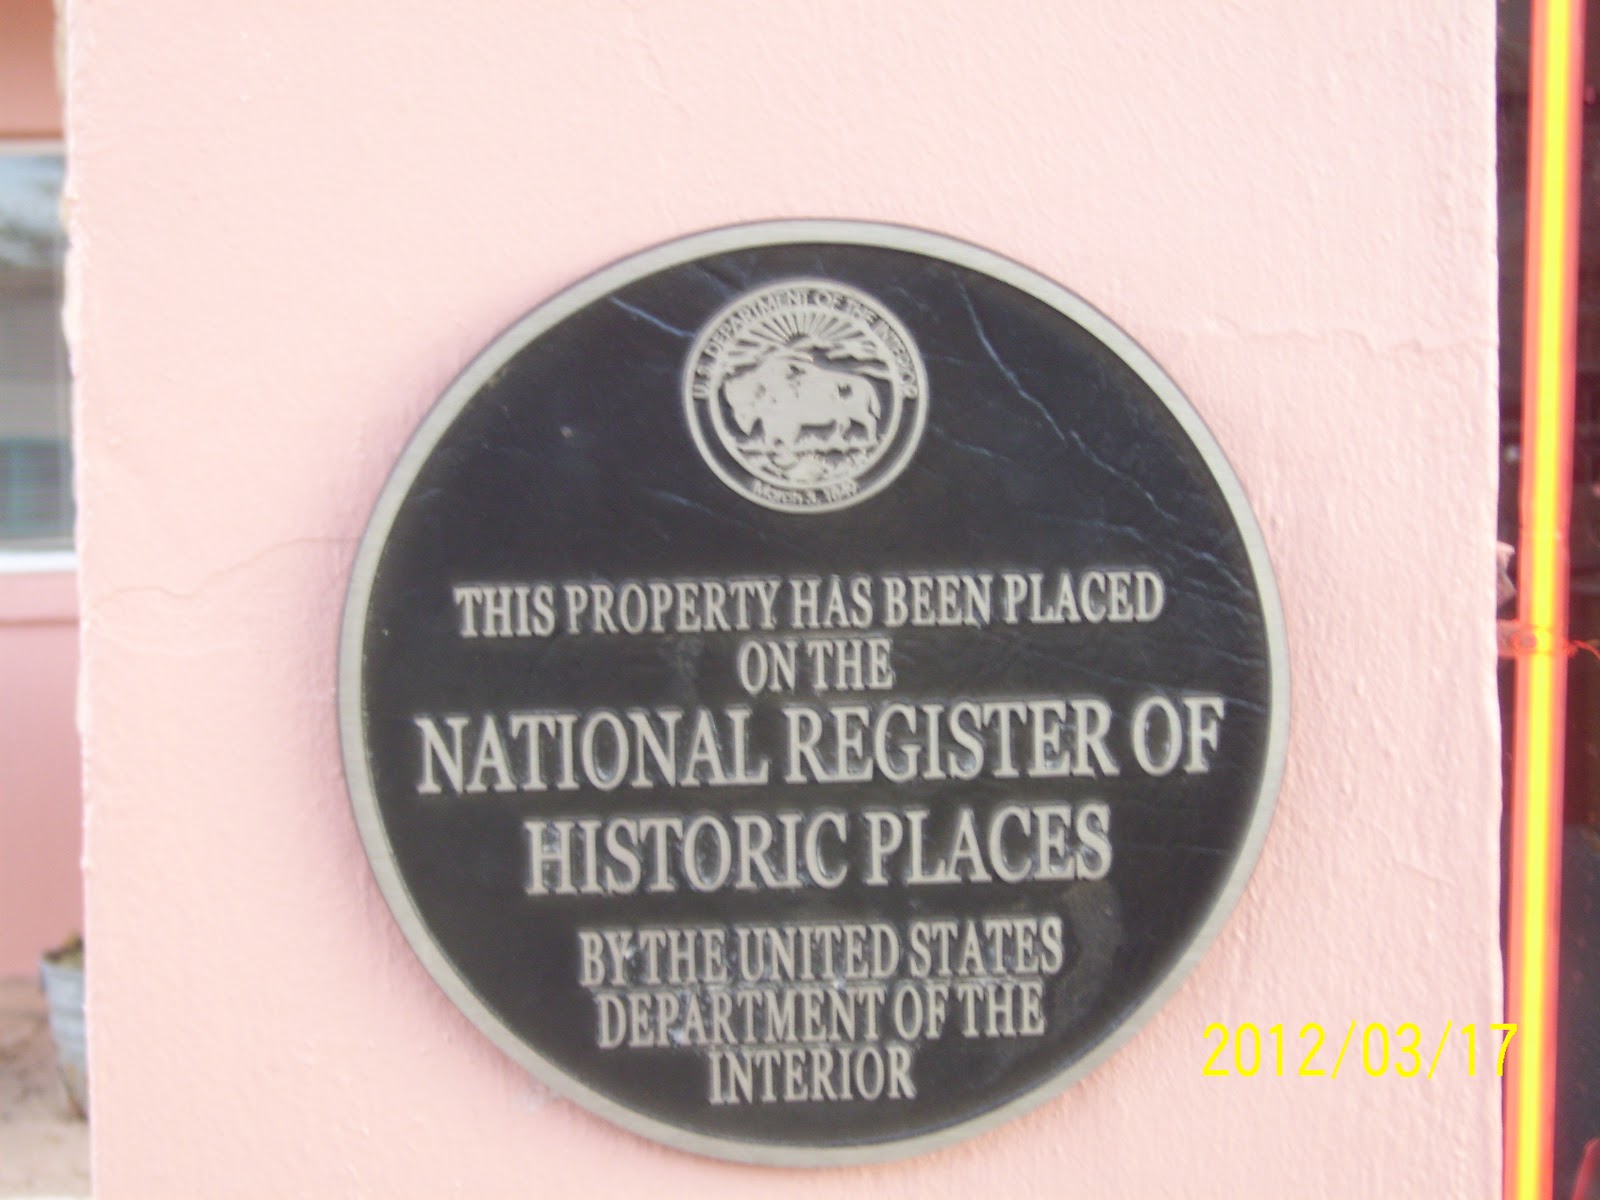 U.S. DEPARTMENT OF THE INTERIOR
March 3, 1849
THIS PROPERTY HAS BEEN PLACED
ON THE
NATIONAL REGISTER OF
HISTORIC PLACES
BY THE UNITED STATES
DEPARTMENT OF THE
INTERIOR
2012/03/17